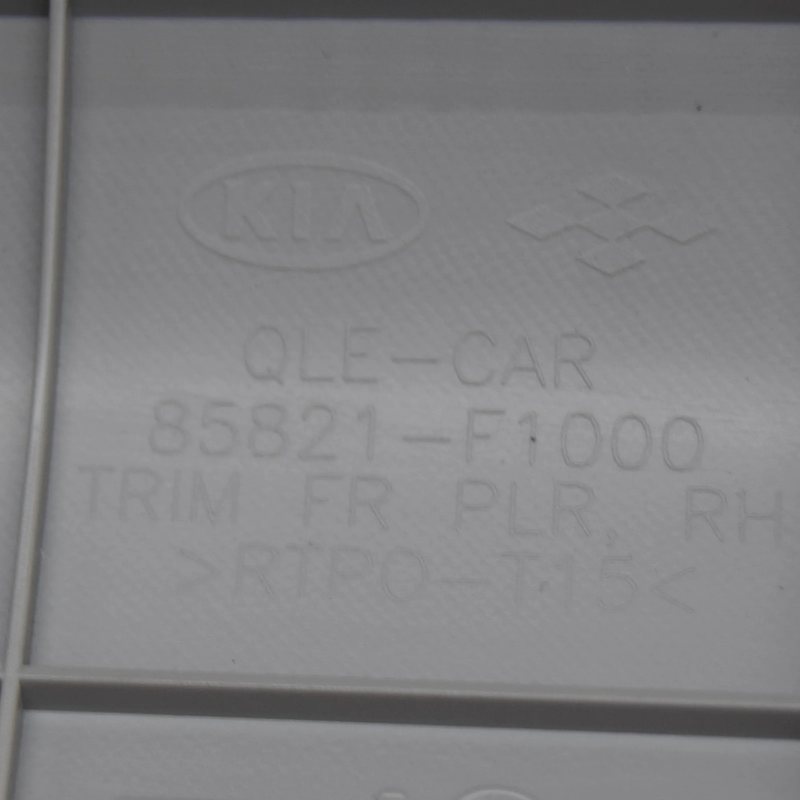 KIA
QLE-CAR
85821-F1000
TRIM FR PLR, RH
>RTPO-T15<